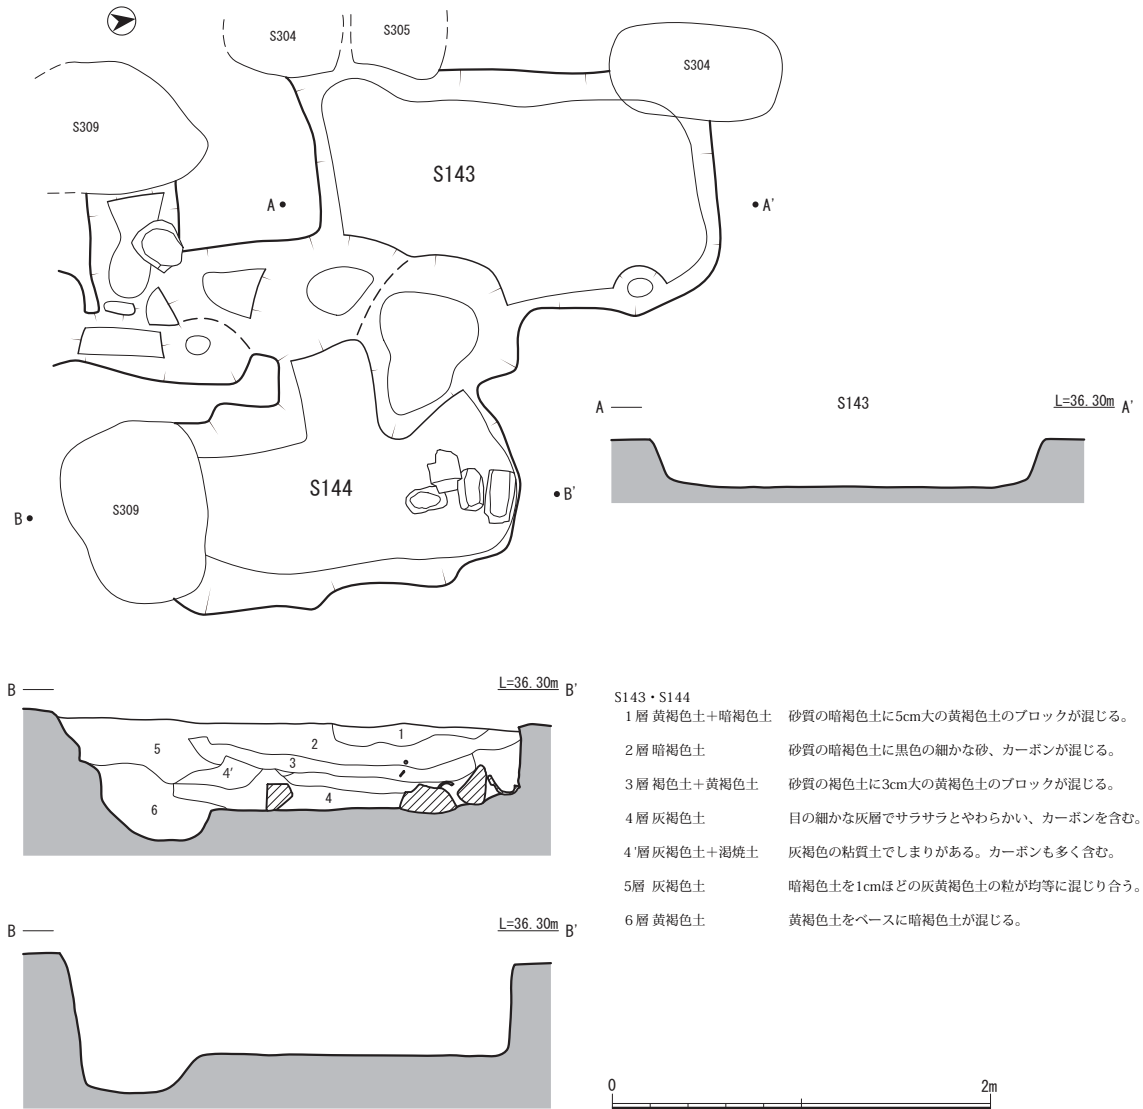 S304
S305
S304
S309
S143
A
A'
S144
S309
B
B'
A
S143
L=36.30m
A'
B
L=36.30m
B'
1
2
3
4
4'
5
6
S143・S144
1層 黄褐色土+暗褐色土 砂質の暗褐色土に5cm大の黄褐色土のブロックが混じる。
2層 暗褐色土 砂質の暗褐色土に黒色の細かな砂、カーボンが混じる。
3層 褐色土+黄褐色土 砂質の褐色土に3cm大の黄褐色土のブロックが混じる。
4層 灰褐色土 目の細かな灰層でサラサラとやわらかい、カーボンを含む。
4'層 灰褐色土+渇焼土 灰褐色の粘質土でしまりがある。カーボンも多く含む。
5層 灰褐色土 暗褐色土を1cmほどの灰黄褐色土の粒が均等に混じり合う。
6層 黄褐色土 黄褐色土をベースに暗褐色土が混じる。
B
L=36.30m
B'
0
2m